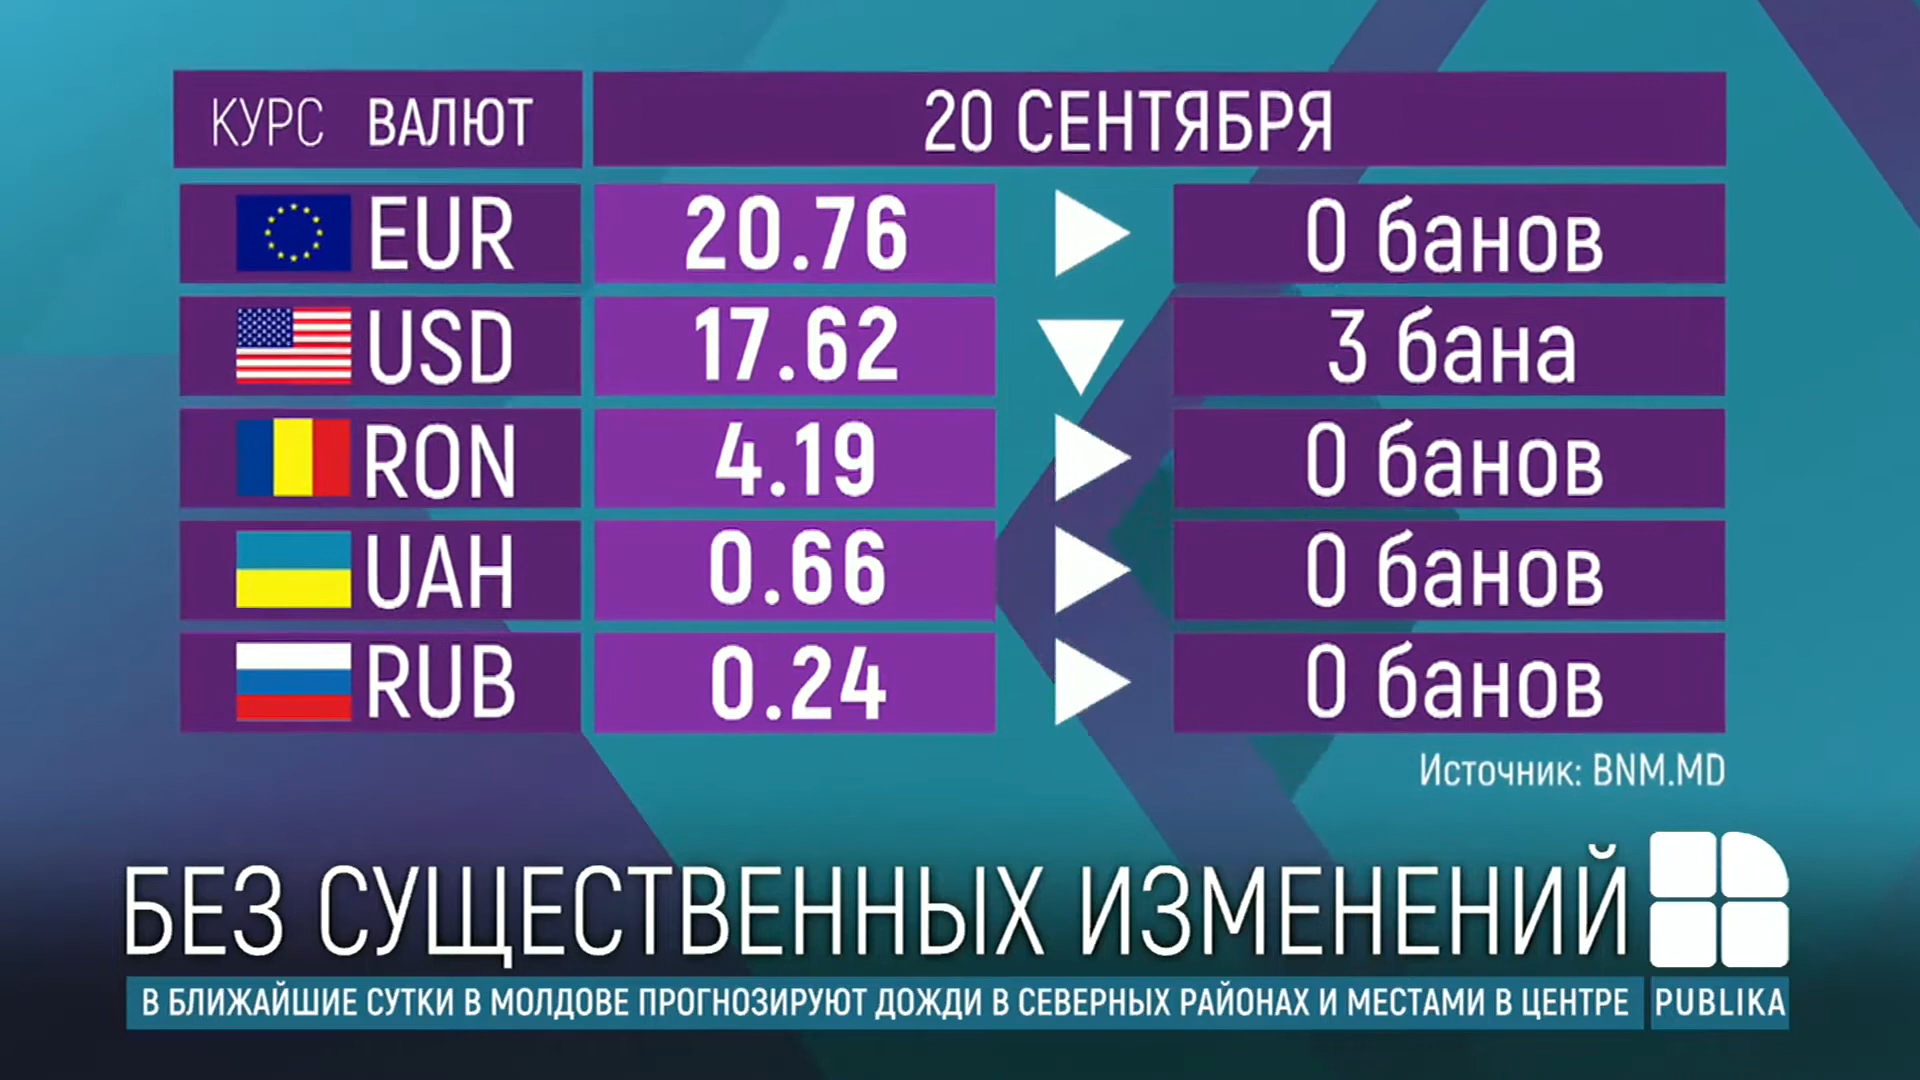 КУРС ВАЛЮТ 20 СЕНТЯБРЯ
EUR 20.76 0 банов
USD 17.62 3 бана
RON 4.19 0 банов
UAH 0.66 0 банов
RUB 0.24 0 банов
Источник: BNM.MD
БЕЗ СУЩЕСТВЕННЫХ ИЗМЕНЕНИЙ
В БЛИЖАЙШИЕ СУТКИ В МОЛДОВЕ ПРОГНОЗИРУЮТ ДОЖДИ В СЕВЕРНЫХ РАЙОНАХ И МЕСТАМИ В ЦЕНТРЕ PUBLIKA